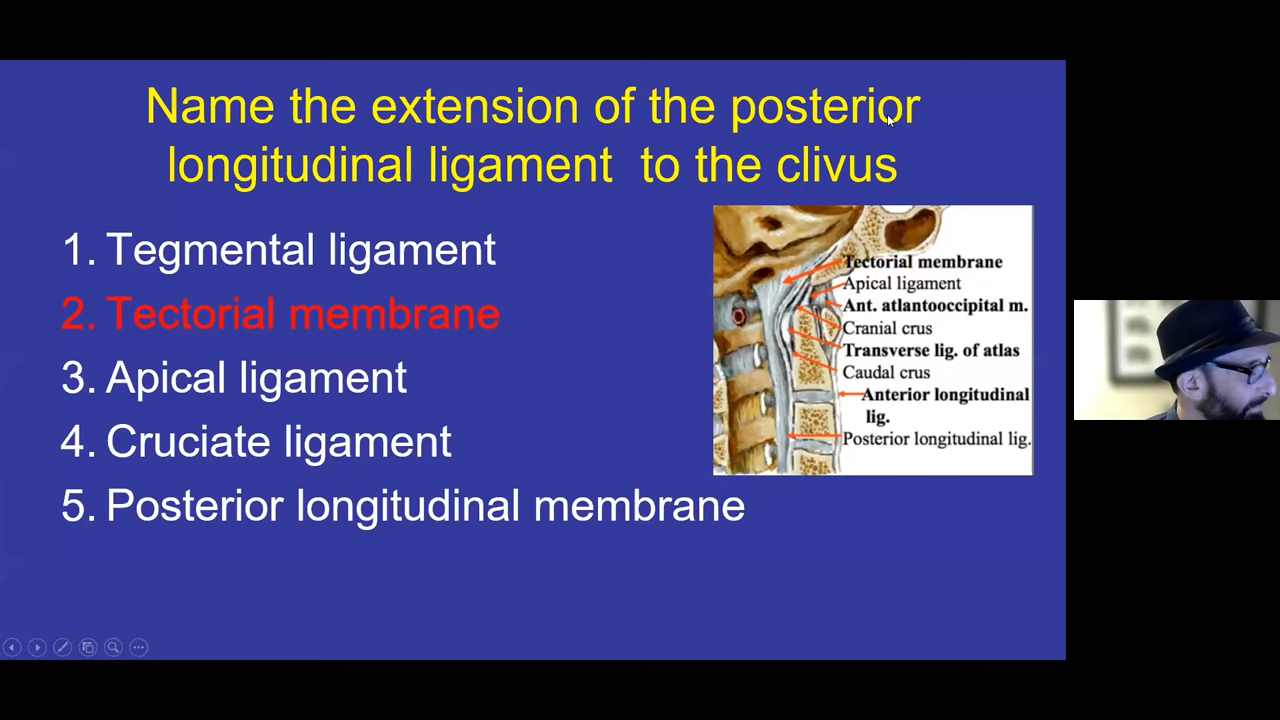 Name the extension of the posterior
longitudinal ligament to the clivus
1. Tegmental ligament
2. Tectorial membrane
3. Apical ligament
4. Cruciate ligament
5. Posterior longitudinal membrane
Tectorial membrane
Apical ligament
Ant. atlantooccipital m.
Cranial crus
Transverse lig. of atlas
Caudal crus
Anterior longitudinal
lig.
Posterior longitudinal lig.